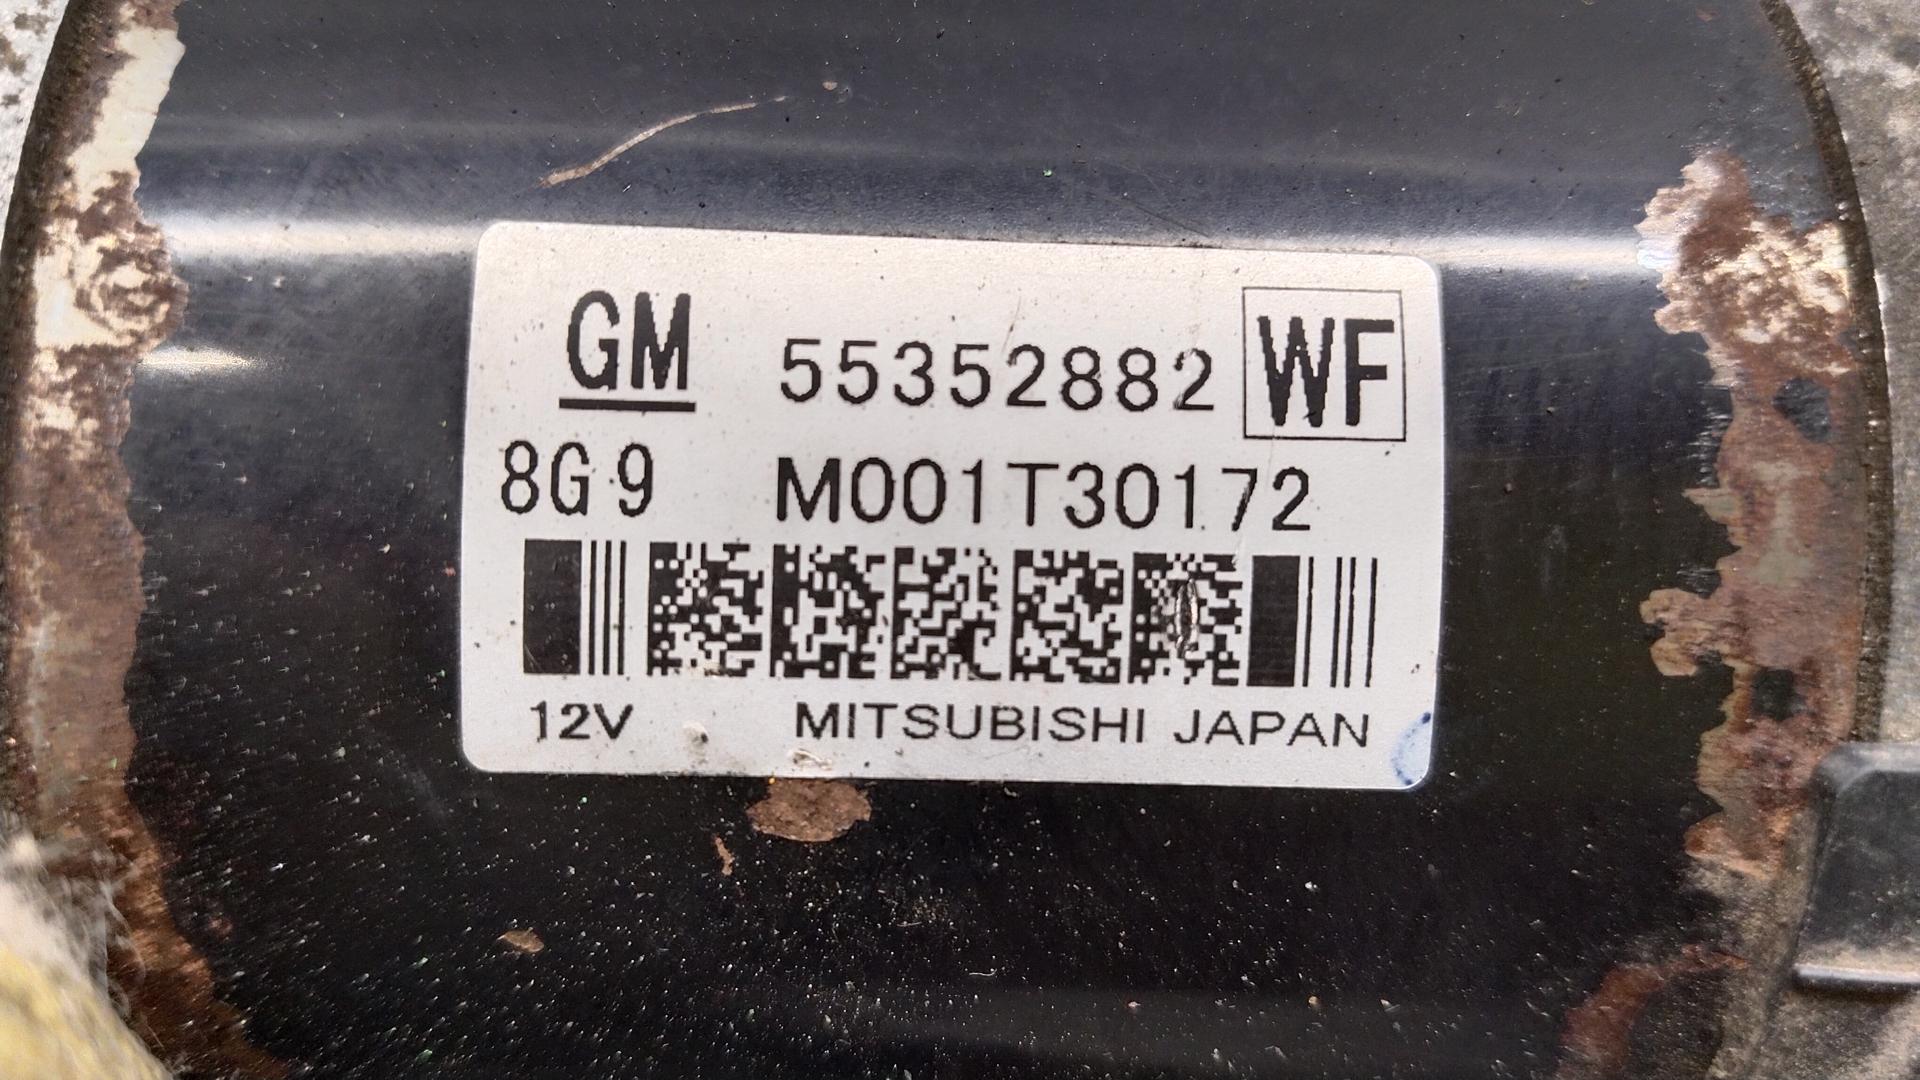 GM 55352882 WF
8G9 M001T30172
12V MITSUBISHI JAPAN